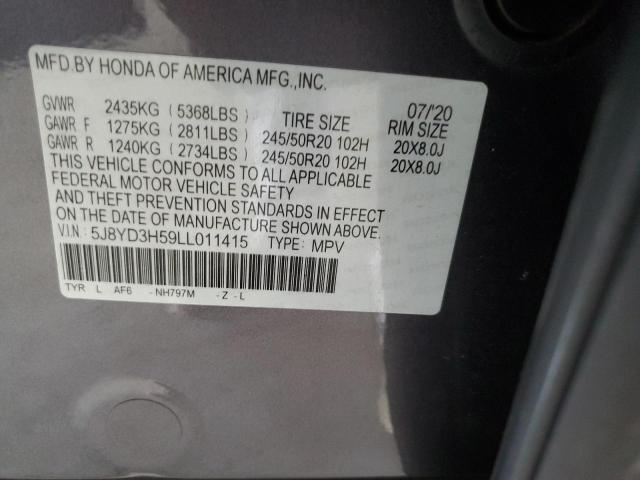 MFD.BY HONDA OF AMERICA MFG.,INC.
07/'20
GVWR 2435KG (5368LBS) TIRE SIZE RIM SIZE
GAWR F 1275KG (2811LBS) 245/50R20 102H 20X8.0J
GAWR R 1240KG (2734LBS) 245/50R20 102H 20X8.0J
THIS VEHICLE CONFORMS TO ALL APPLICABLE
FEDERAL MOTOR VEHICLE SAFETY
AND THEFT PREVENTION STANDARDS IN EFFECT
ON THE DATE OF MANUFACTURE SHOWN ABOVE.
V.I.N: 5J8YD3H59LL011415 TYPE: MPV
TYR L AF6 -NH797M -Z -L